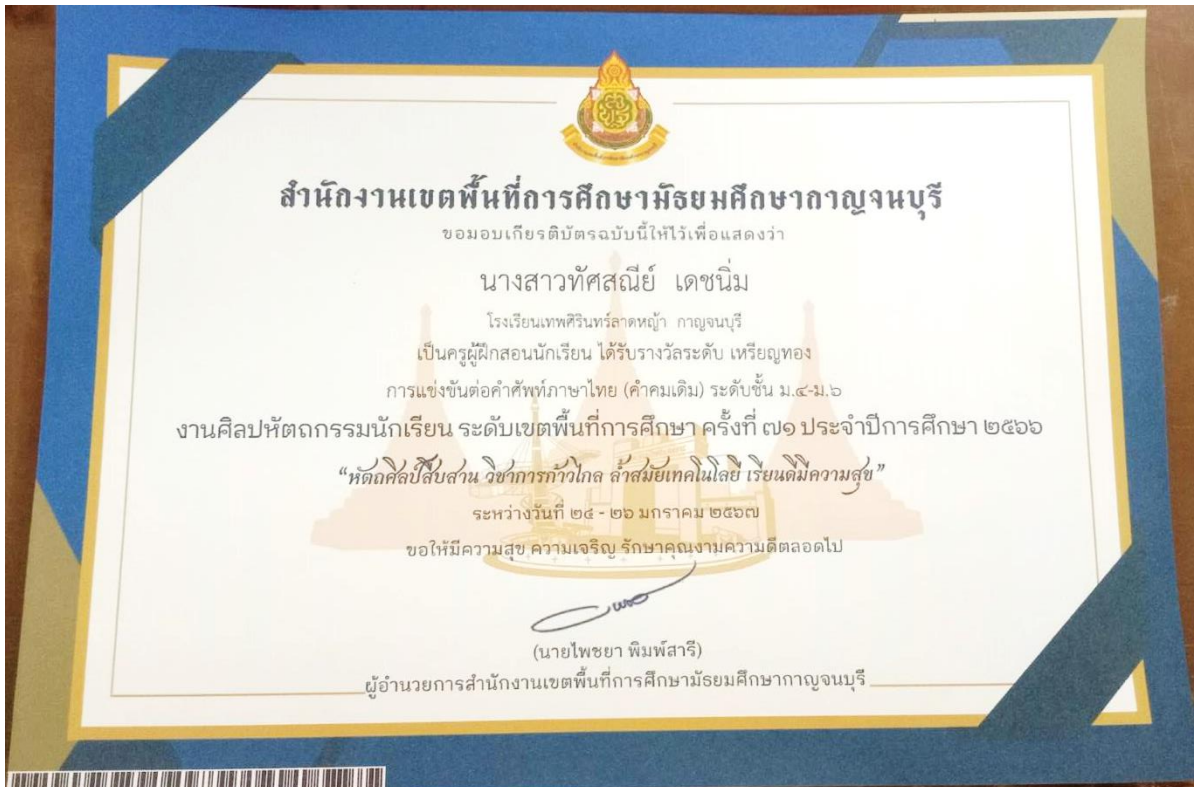 สำนักงานเขตพื้นที่การศึกษามัธยมศึกษากาญจนบุรี
ขอมอบเกียรติบัตรฉบับนี้ให้ไว้เพื่อแสดงว่า
นางสาวทัศสณีย์ เดชนิ่ม
โรงเรียนเทพศิรินทร์ลาดหญ้า กาญจนบุรี
เป็นครูผู้ฝึกสอนนักเรียน ได้รับรางวัลระดับ เหรียญทอง
การแข่งขันต่อคำศัพท์ภาษาไทย (คำคมเดิม) ระดับชั้น ม.๔-ม.๖
งานศิลปหัตถกรรมนักเรียน ระดับเขตพื้นที่การศึกษา ครั้งที่ ๗๑ ประจำปีการศึกษา ๒๕๖๖
“หัตถศิลป์สืบสาน วิชาการก้าวไกล ล้ำสมัยเทคโนโลยี เรียนดีมีความสุข”
ระหว่างวันที่ ๒๔ - ๒๖ มกราคม ๒๕๖๗
ขอให้มีความสุข ความเจริญ รักษาคุณงามความดีตลอดไป
(นายไพชยา พิมพ์สารี)
ผู้อำนวยการสำนักงานเขตพื้นที่การศึกษามัธยมศึกษากาญจนบุรี